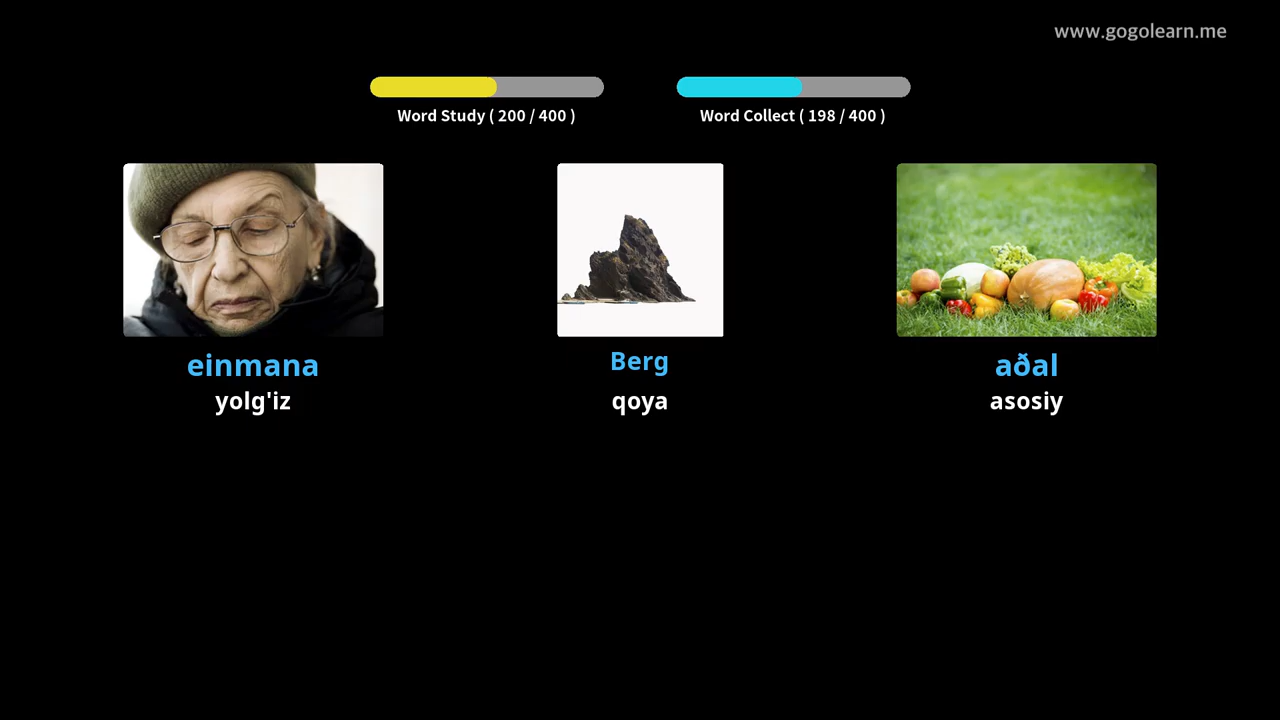 www.gogolearn.me
Word Study ( 200 / 400 )
Word Collect ( 198 / 400 )
einmana
yolg'iz
Berg
qoya
aðal
asosiy